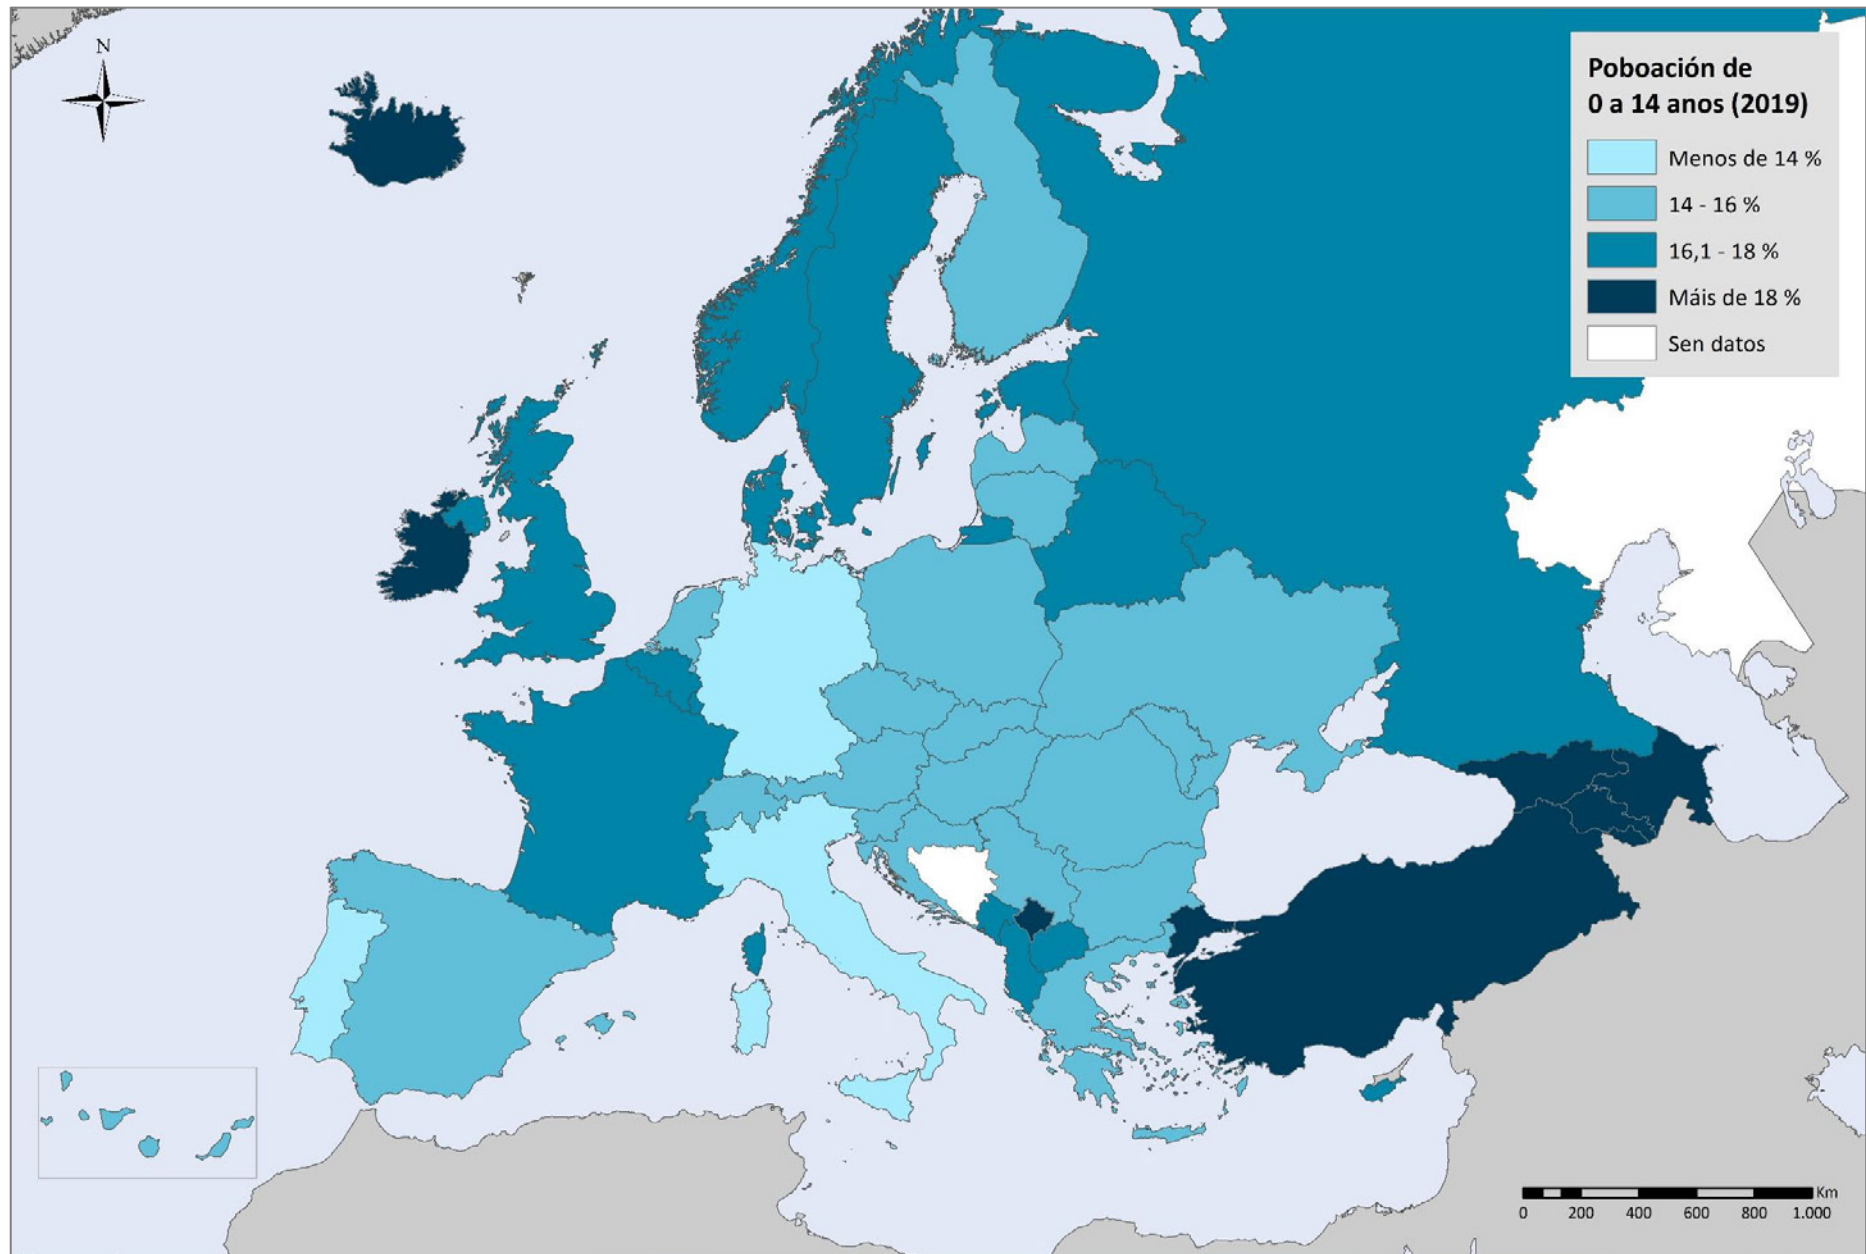 N
Poboación de
0 a 14 anos (2019)
Menos de 14 %
14 - 16 %
16,1 - 18 %
Máis de 18 %
Sen datos
Km
0 200 400 600 800 1.000